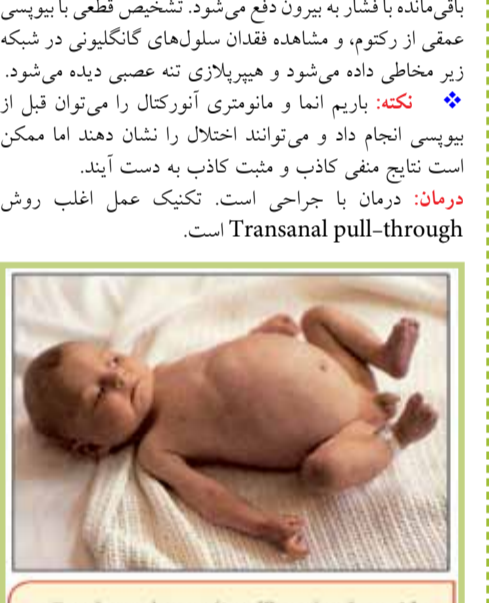 باقی‌مانده با فشار به بیرون دفع می‌شود. تشخیص قطعی با بیوپسی
عمقی از رکتوم، و مشاهده فقدان سلول‌های گانگلیونی در شبکه
زیر مخاطی داده می‌شود و هیپرپلازی تنه عصبی دیده می‌شود.
❖ نکته: باریم انما و مانومتری آنورکتال را می‌توان قبل از
بیوپسی انجام داد و می‌توانند اختلال را نشان دهند اما ممکن
است نتایج منفی کاذب و مثبت کاذب به دست آیند.
درمان: درمان با جراحی است. تکنیک عمل اغلب روش
Transanal pull-through است.